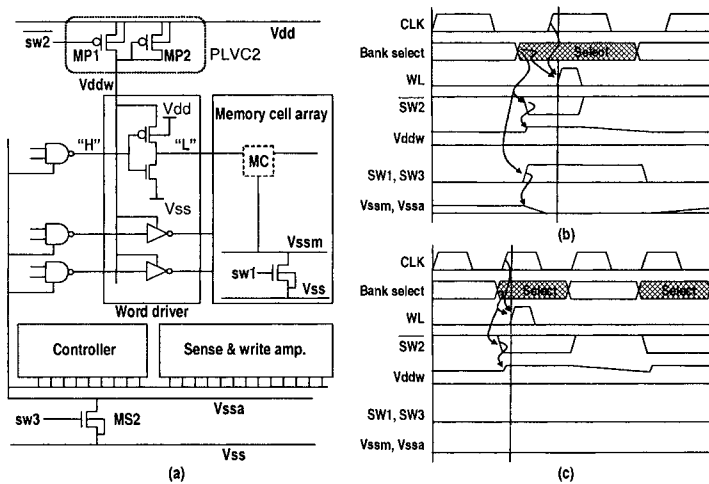 sw2
MP1
MP2
Vdd
PLVC2
Vddw
Vdd
"H"
"L"
Memory cell array
MC
Vss
Vssm
sw1
Vss
Word driver
Controller
Sense & write amp.
Vssa
sw3
MS2
Vss
(a)
CLK
Bank select
Select
WL
SW2
Vddw
SW1, SW3
Vssm, Vssa
(b)
CLK
Bank select
Select
Select
WL
SW2
Vddw
SW1, SW3
Vssm, Vssa
(c)